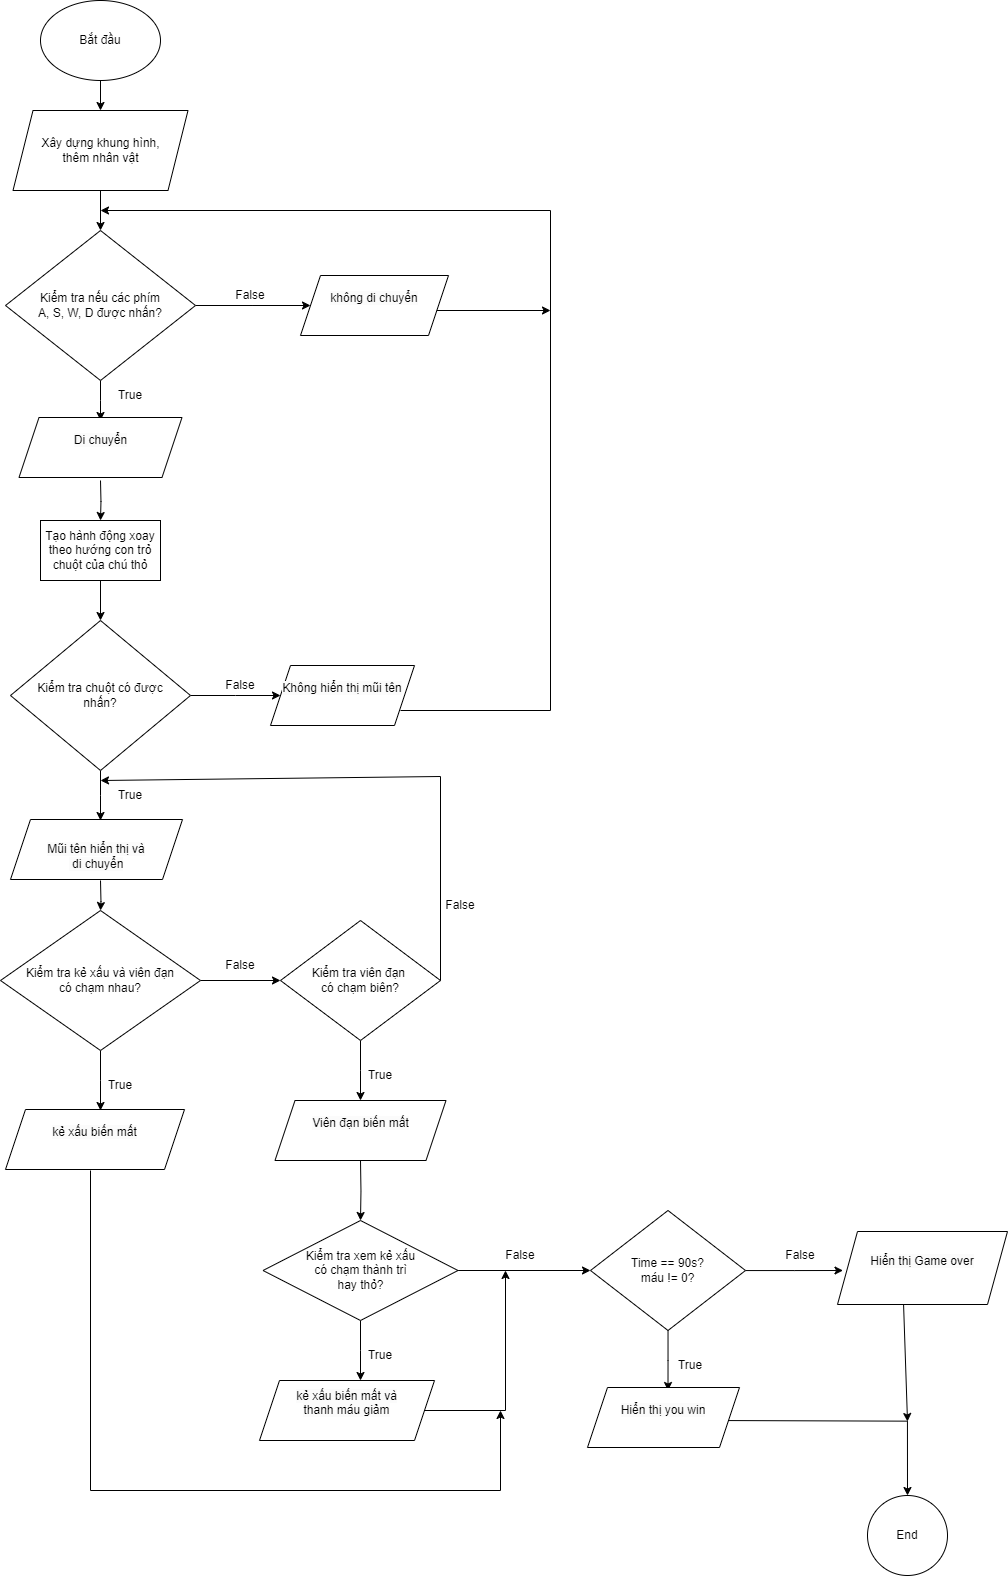 Bắt đầu
Xây dựng khung hình,
thêm nhân vật
Kiểm tra nếu các phím
A, S, W, D được nhấn?
False
không di chuyển
True
Di chuyển
Tạo hành động xoay
theo hướng con trỏ
chuột của chú thỏ
Kiểm tra chuột có được
nhấn?
False
Không hiển thị mũi tên
True
Mũi tên hiển thị và
di chuyển
False
Kiểm tra kẻ xấu và viên đạn
có chạm nhau?
False
Kiểm tra viên đạn
có chạm biên?
True
True
kẻ xấu biến mất
Viên đạn biến mất
Kiểm tra xem kẻ xấu
có chạm thành trì
hay thỏ?
False
Time == 90s?
máu != 0?
False
Hiển thị Game over
True
True
kẻ xấu biến mất và
thanh máu giảm
Hiển thị you win
End